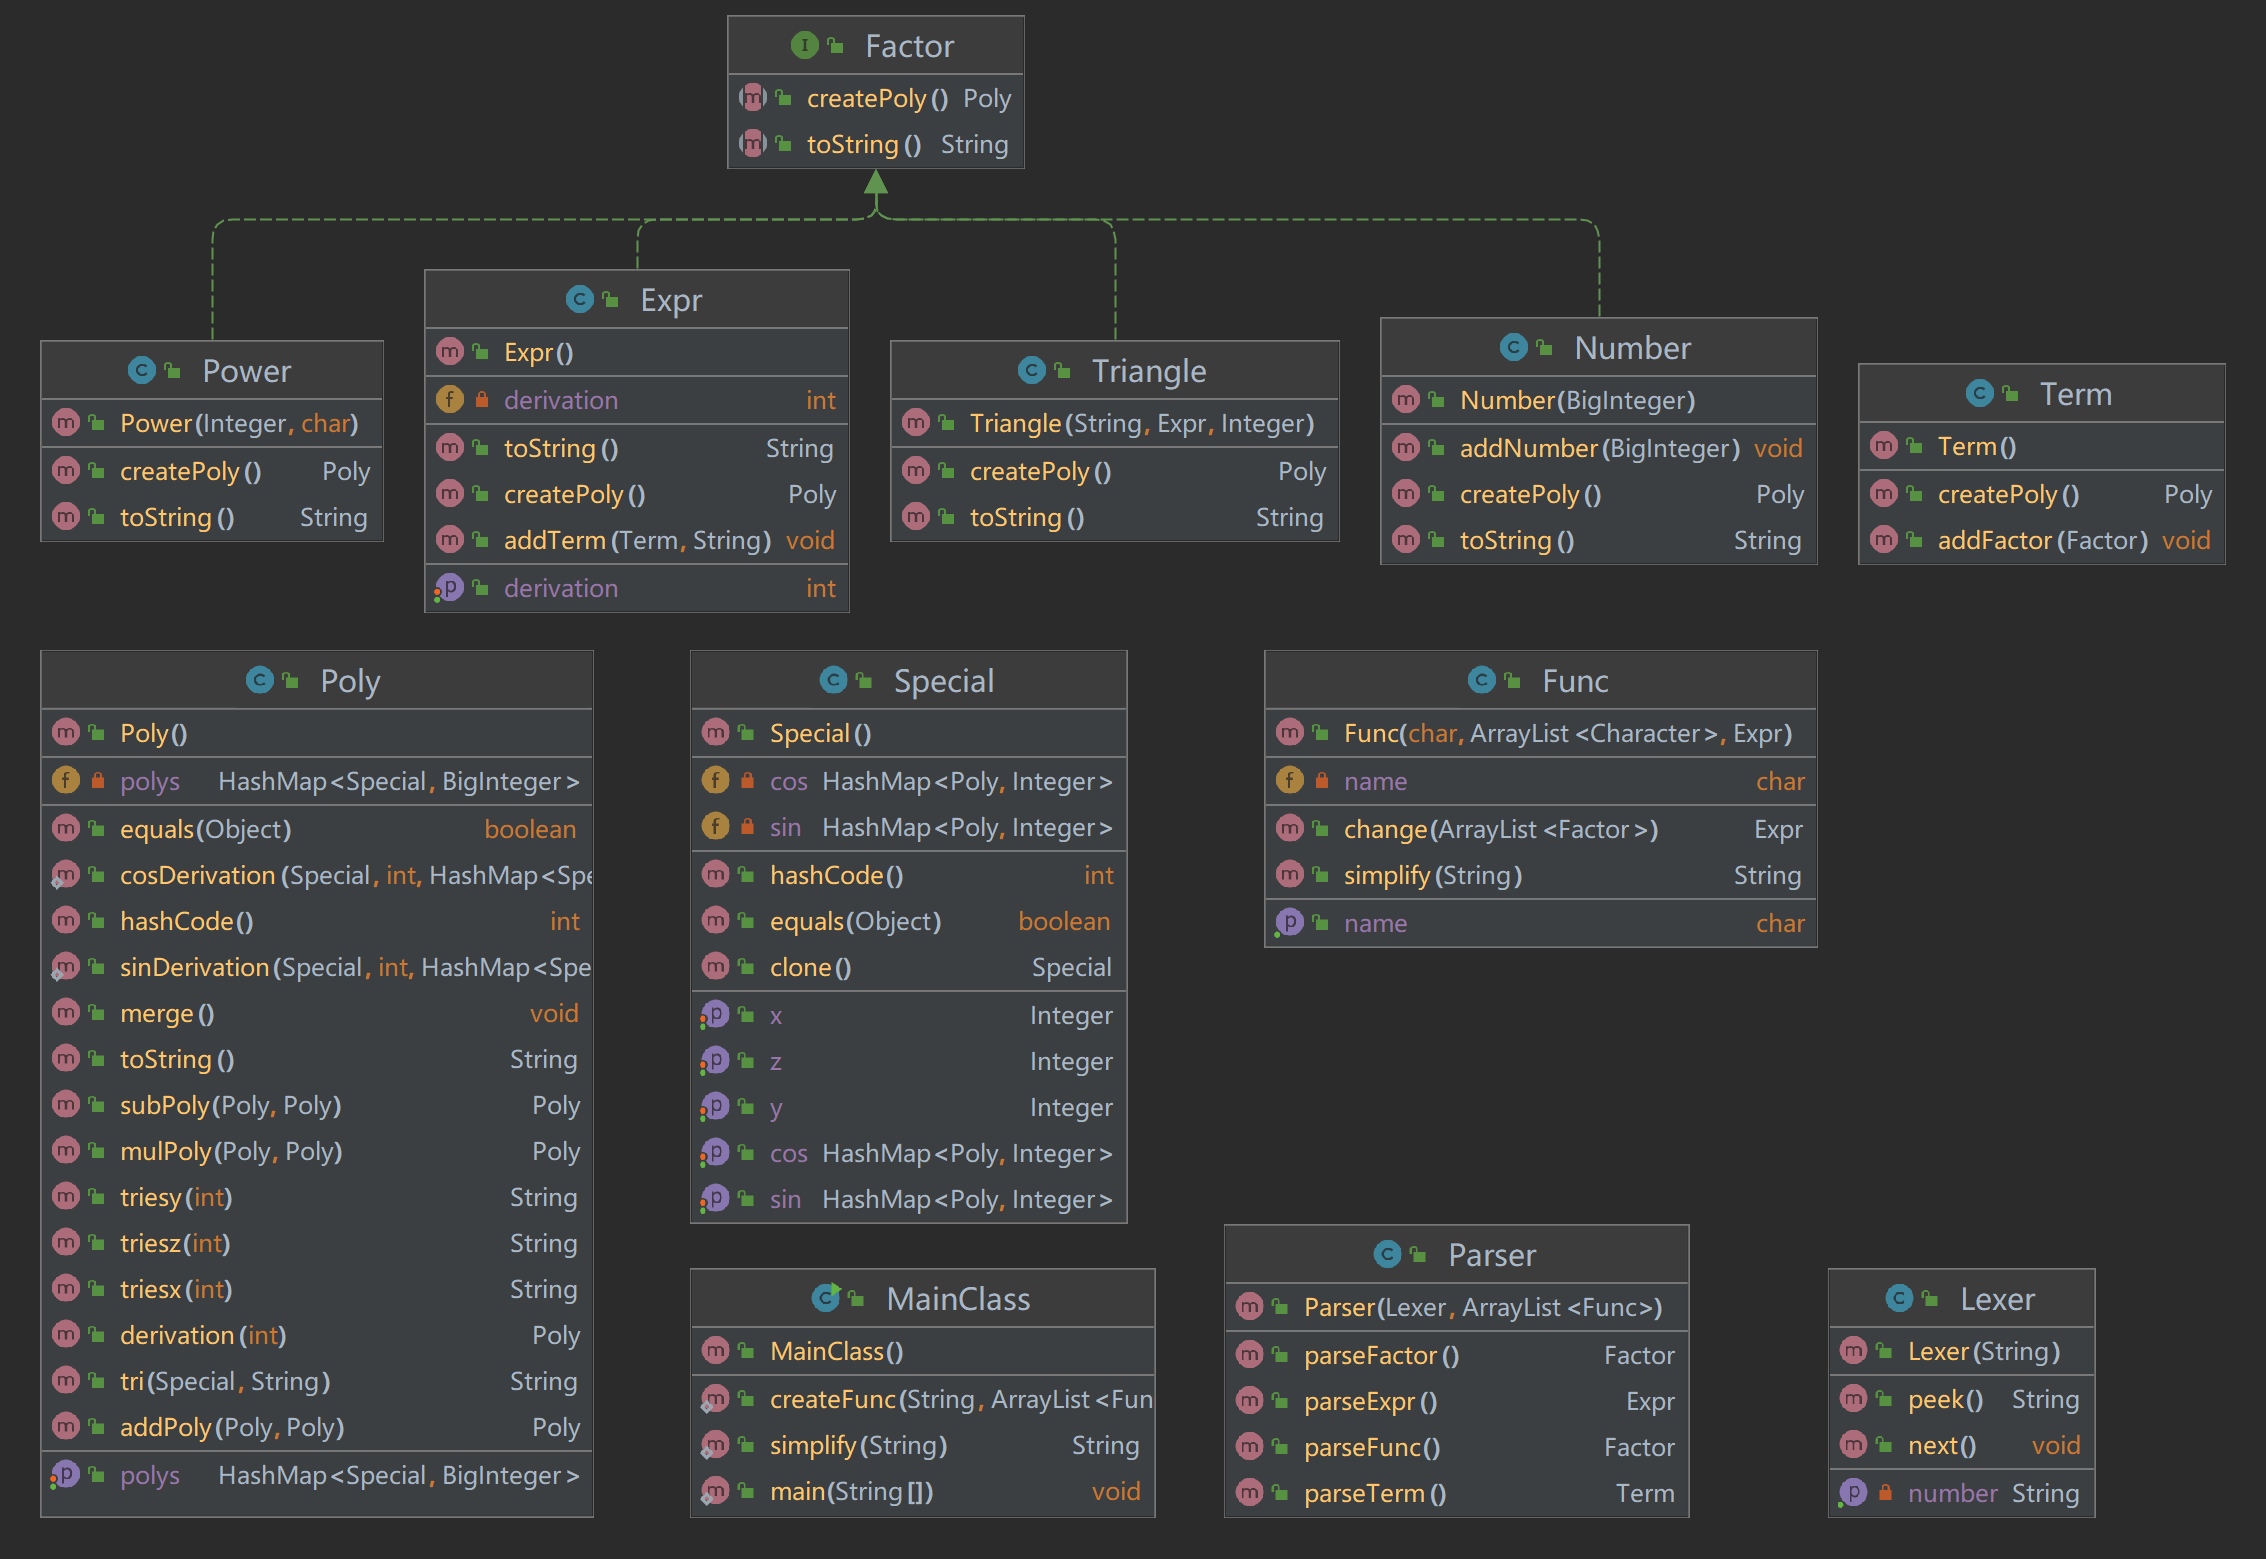 Factor
createPoly() Poly
toString() String
Power
Power(Integer, char)
createPoly() Poly
toString() String
Expr
Expr()
derivation int
toString() String
createPoly() Poly
addTerm(Term, String) void
derivation int
Triangle
Triangle(String, Expr, Integer)
createPoly() Poly
toString() String
Number
Number(BigInteger)
addNumber(BigInteger) void
createPoly() Poly
toString() String
Term
Term()
createPoly() Poly
addFactor(Factor) void
Poly
Poly()
polys HashMap<Special, BigInteger>
equals(Object) boolean
cosDerivation(Special, int, HashMap<Spe
hashCode() int
sinDerivation(Special, int, HashMap<Spe
merge() void
toString() String
subPoly(Poly, Poly) Poly
mulPoly(Poly, Poly) Poly
triesy(int) String
triesz(int) String
triesx(int) String
derivation(int) Poly
tri(Special, String) String
addPoly(Poly, Poly) Poly
polys HashMap<Special, BigInteger>
Special
Special()
cos HashMap<Poly, Integer>
sin HashMap<Poly, Integer>
hashCode() int
equals(Object) boolean
clone() Special
x Integer
z Integer
y Integer
cos HashMap<Poly, Integer>
sin HashMap<Poly, Integer>
Func
Func(char, ArrayList<Character>, Expr)
name char
change(ArrayList<Factor>) Expr
simplify(String) String
name char
MainClass
MainClass()
createFunc(String, ArrayList<Fun
simplify(String) String
main(String[]) void
Parser
Parser(Lexer, ArrayList<Func>)
parseFactor() Factor
parseExpr() Expr
parseFunc() Factor
parseTerm() Term
Lexer
Lexer(String)
peek() String
next() void
number String